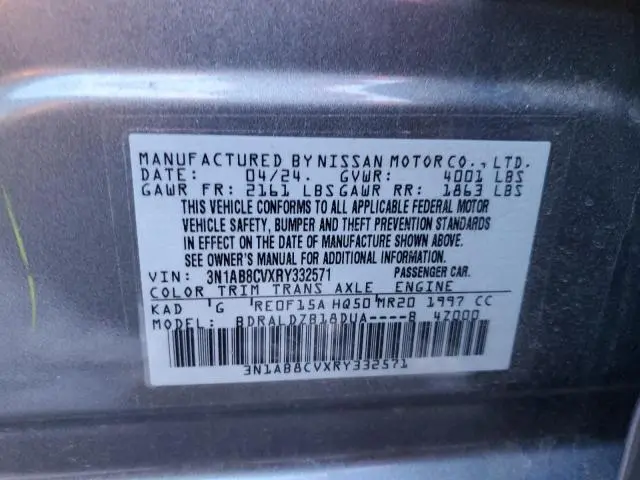 MANUFACTURED BY NISSAN MOTOR CO., LTD.
DATE: 04/24. GVWR: 4001 LBS
GAWR FR: 2161 LBS GAWR RR: 1863 LBS
THIS VEHICLE CONFORMS TO ALL APPLICABLE FEDERAL MOTOR
VEHICLE SAFETY, BUMPER AND THEFT PREVENTION STANDARDS
IN EFFECT ON THE DATE OF MANUFACTURE SHOWN ABOVE.
SEE OWNER'S MANUAL FOR ADDITIONAL INFORMATION.
VIN: 3N1AB8CVXRY332571 PASSENGER CAR.
COLOR TRIM TRANS AXLE ENGINE
KAD G RE0F15A HQ50 MR20 1997 CC
MODEL: BDRALDZB18DUA----B 4Z000
3N1AB8CVXRY332571